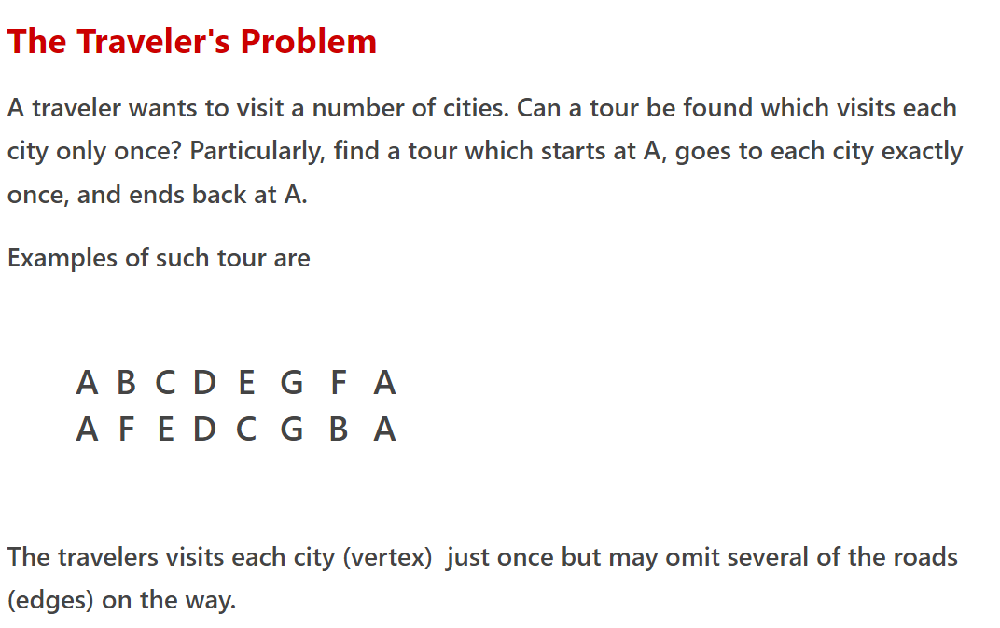 The Traveler's Problem
A traveler wants to visit a number of cities. Can a tour be found which visits each
city only once? Particularly, find a tour which starts at A, goes to each city exactly
once, and ends back at A.
Examples of such tour are
A B C D E G F A
A F E D C G B A
The travelers visits each city (vertex)  just once but may omit several of the roads
(edges) on the way.